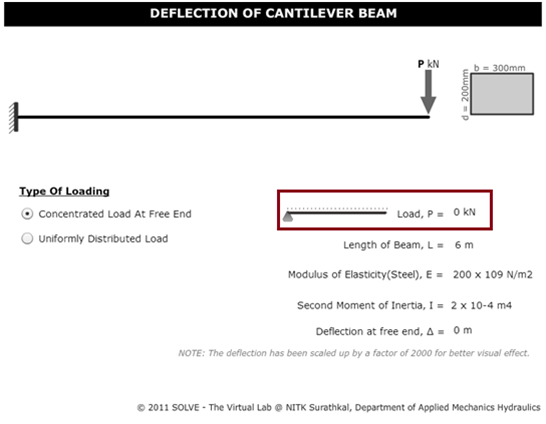 DEFLECTION OF CANTILEVER BEAM
P kN
b = 300mm
d = 200mm
Type Of Loading
Concentrated Load At Free End
Uniformly Distributed Load
Load, P = 0 kN
Length of Beam, L = 6 m
Modulus of Elasticity(Steel), E = 200 x 109 N/m2
Second Moment of Inertia, I = 2 x 10-4 m4
Deflection at free end, Δ = 0 m
NOTE: The deflection has been scaled up by a factor of 2000 for better visual effect.
© 2011 SOLVE - The Virtual Lab @ NITK Surathkal, Department of Applied Mechanics Hydraulics